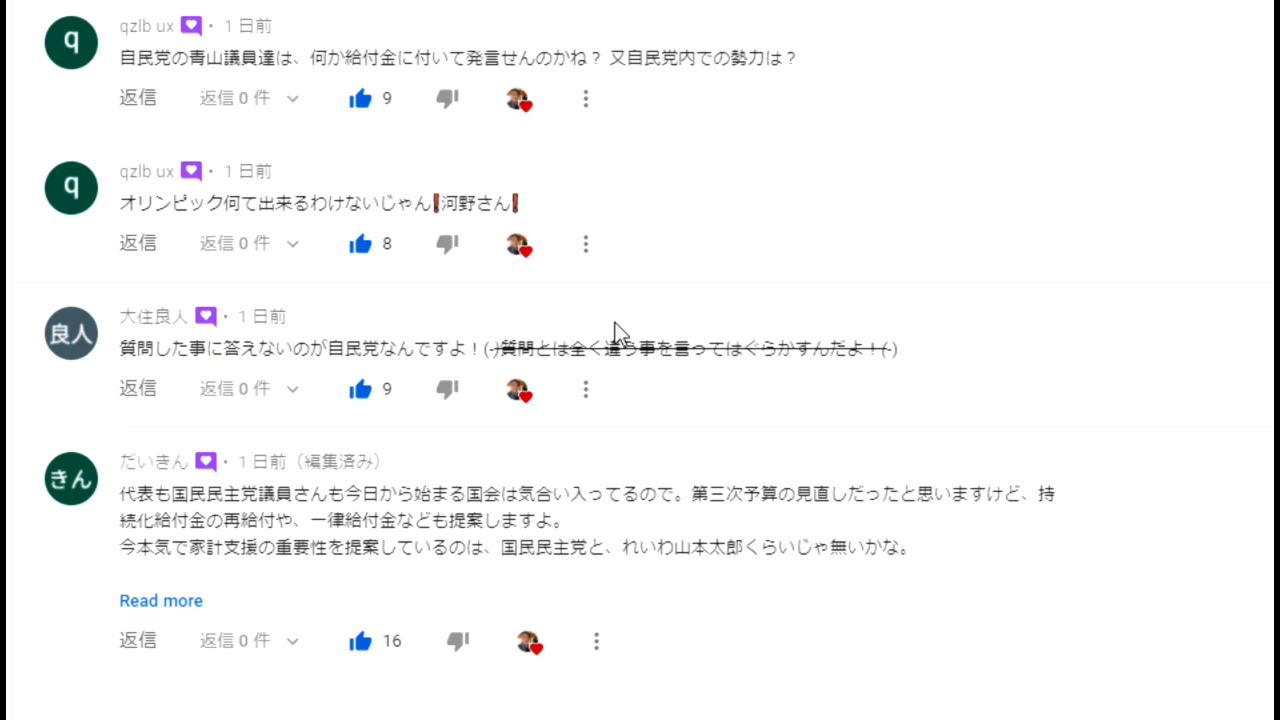 q
qzlb ux ・ 1 日前
自民党の青山議員達は、何か給付金に付いて発言せんのかね？ 又自民党内での勢力は？
返信 返信 0 件 9
q
qzlb ux ・ 1 日前
オリンピック何て出来るわけないじゃん❗河野さん❗
返信 返信 0 件 8
良人
大住良人 ・ 1 日前
質問した事に答えないのが自民党なんですよ！(-)質問とは全く違う事を言ってはぐらかすんだよ！(-)
返信 返信 0 件 9
きん
だいきん ・ 1 日前（編集済み）
代表も国民民主党議員さんも今日から始まる国会は気合い入ってるので。第三次予算の見直しだったと思いますけど、持
続化給付金の再給付や、一律給付金なども提案しますよ。
今本気で家計支援の重要性を提案しているのは、国民民主党と、れいわ山本太郎くらいじゃ無いかな。
Read more
返信 返信 0 件 16